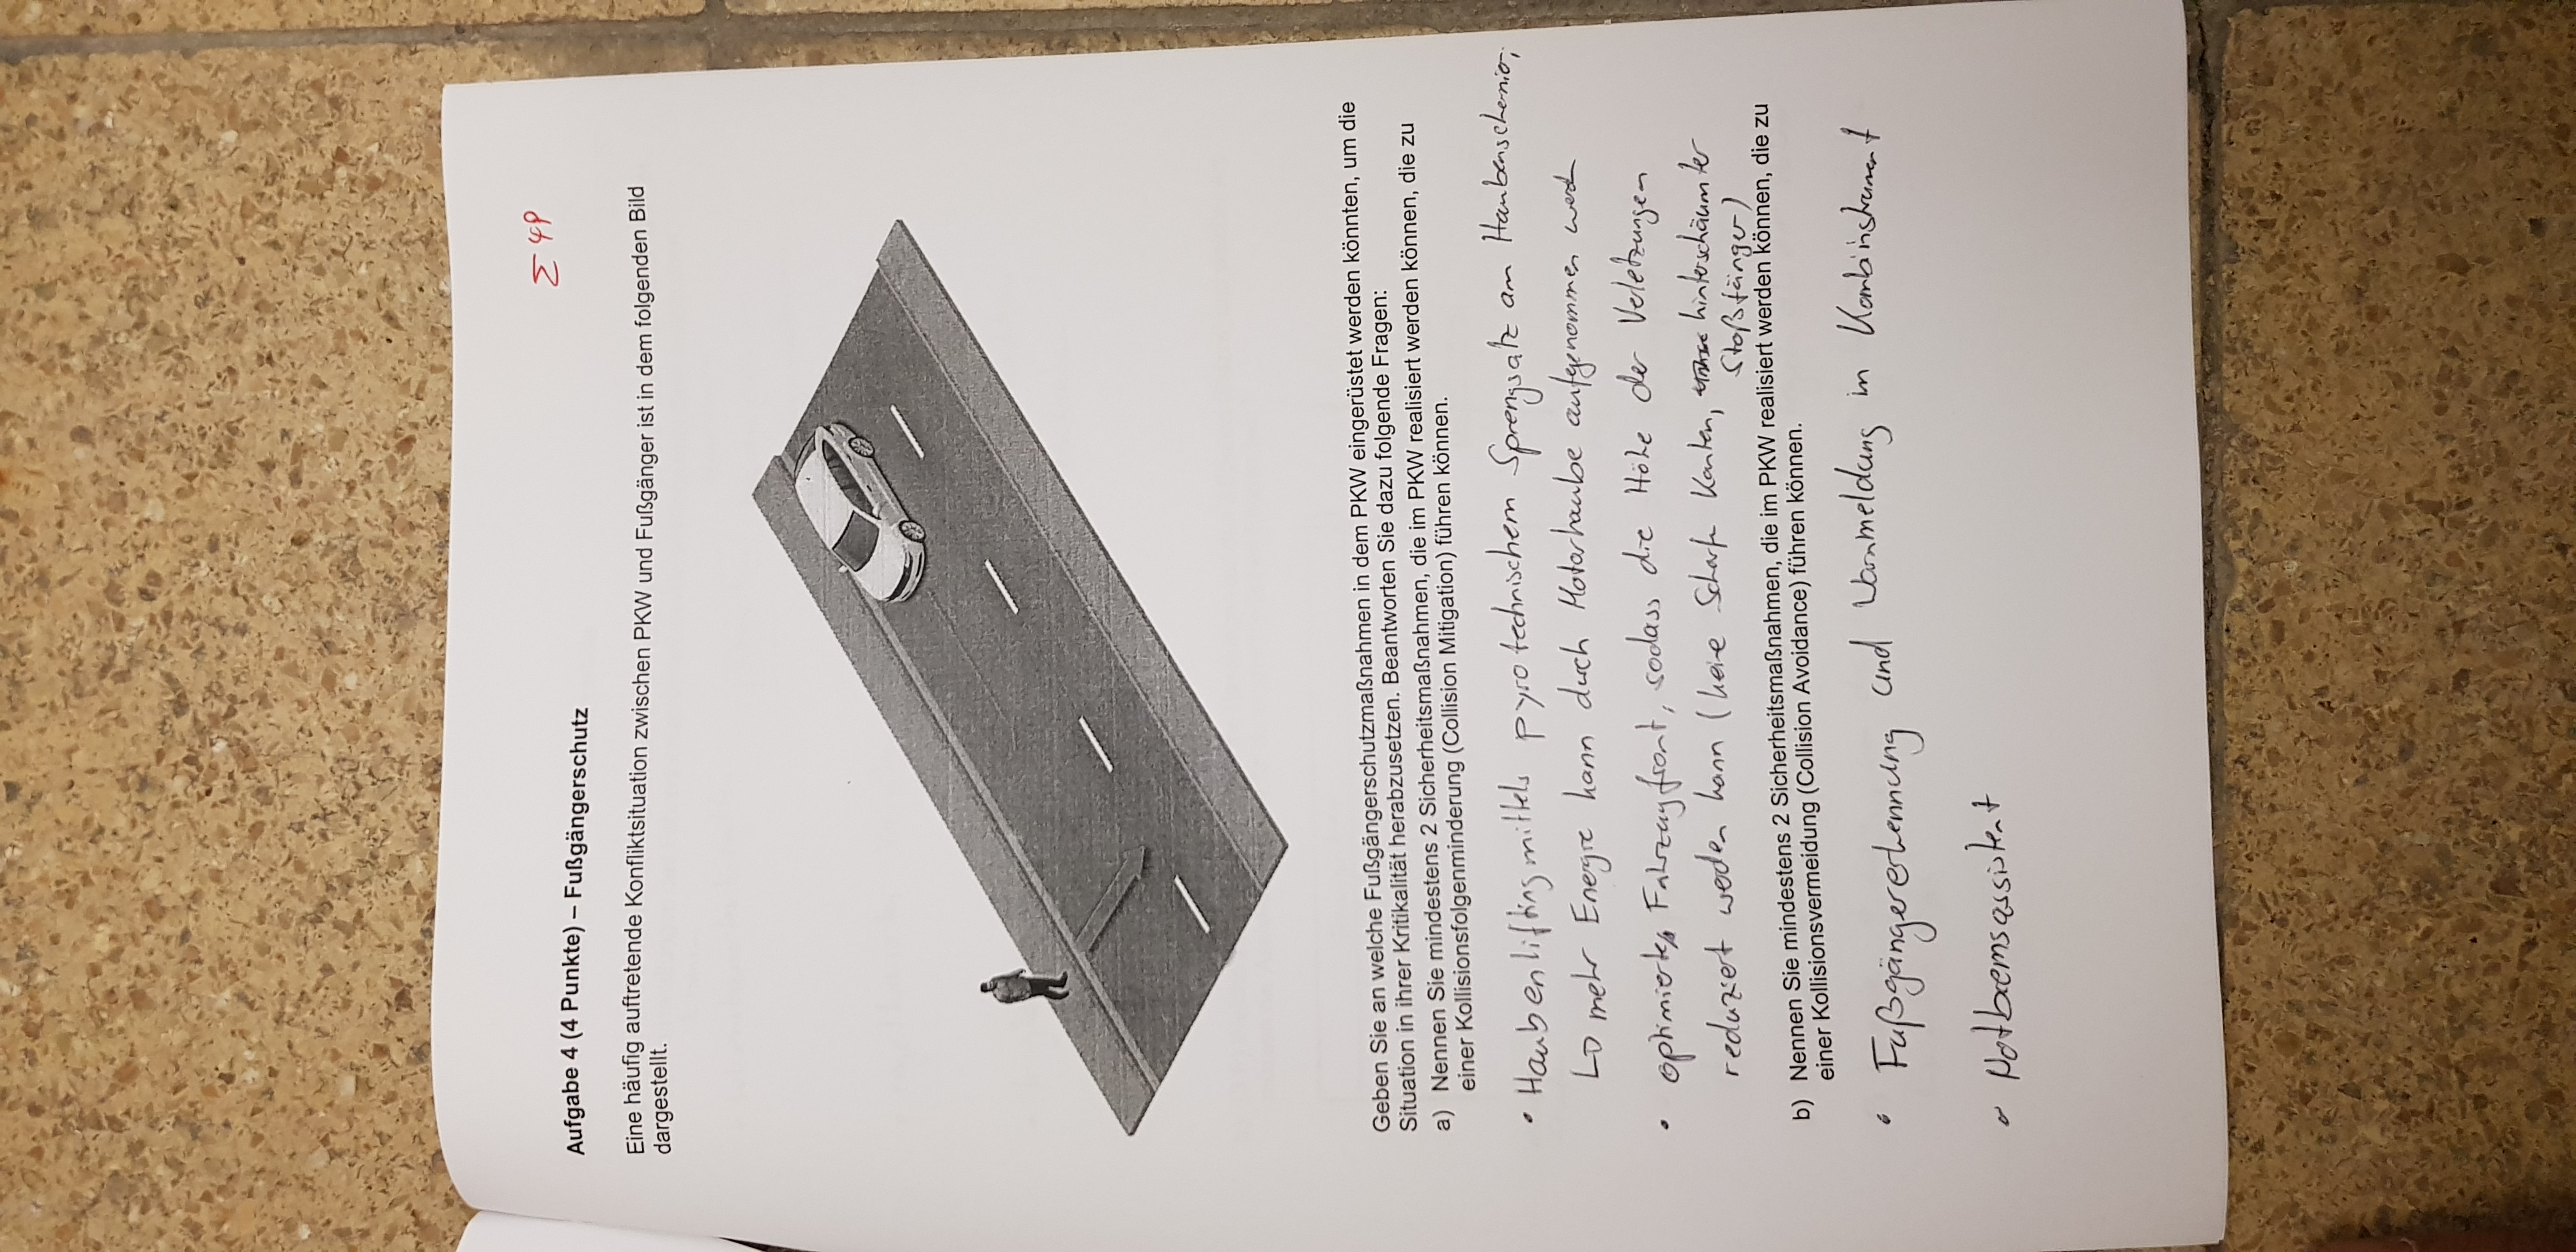 Σ 4P
Aufgabe 4 (4 Punkte) – Fußgängerschutz
Eine häufig auftretende Konfliktsituation zwischen PKW und Fußgänger ist in dem folgenden Bild
dargestellt.
Geben Sie an welche Fußgängerschutzmaßnahmen in dem PKW eingerüstet werden könnten, um die
Situation in ihrer Kritikalität herabzusetzen. Beantworten Sie dazu folgende Fragen:
a) Nennen Sie mindestens 2 Sicherheitsmaßnahmen, die im PKW realisiert werden können, die zu
einer Kollisionsfolgenminderung (Collision Mitigation) führen können.
• Haubenlifting mittels pyrotechnischem Sprengsatz am Haubenscharnier,
↳ mehr Energie kann durch Motorhaube aufgenommen werden
• optimierte Fahrzeugfront, sodass die Höhe der Verletzungen
reduziert werden kann (keine Scharfe Kanten, hinterschäumter
Stoßfänger)
b) Nennen Sie mindestens 2 Sicherheitsmaßnahmen, die im PKW realisiert werden können, die zu
einer Kollisionsvermeidung (Collision Avoidance) führen können.
• Fußgängererkennung und Warnmeldung im Kombiinstrument
• Notbremsassistent